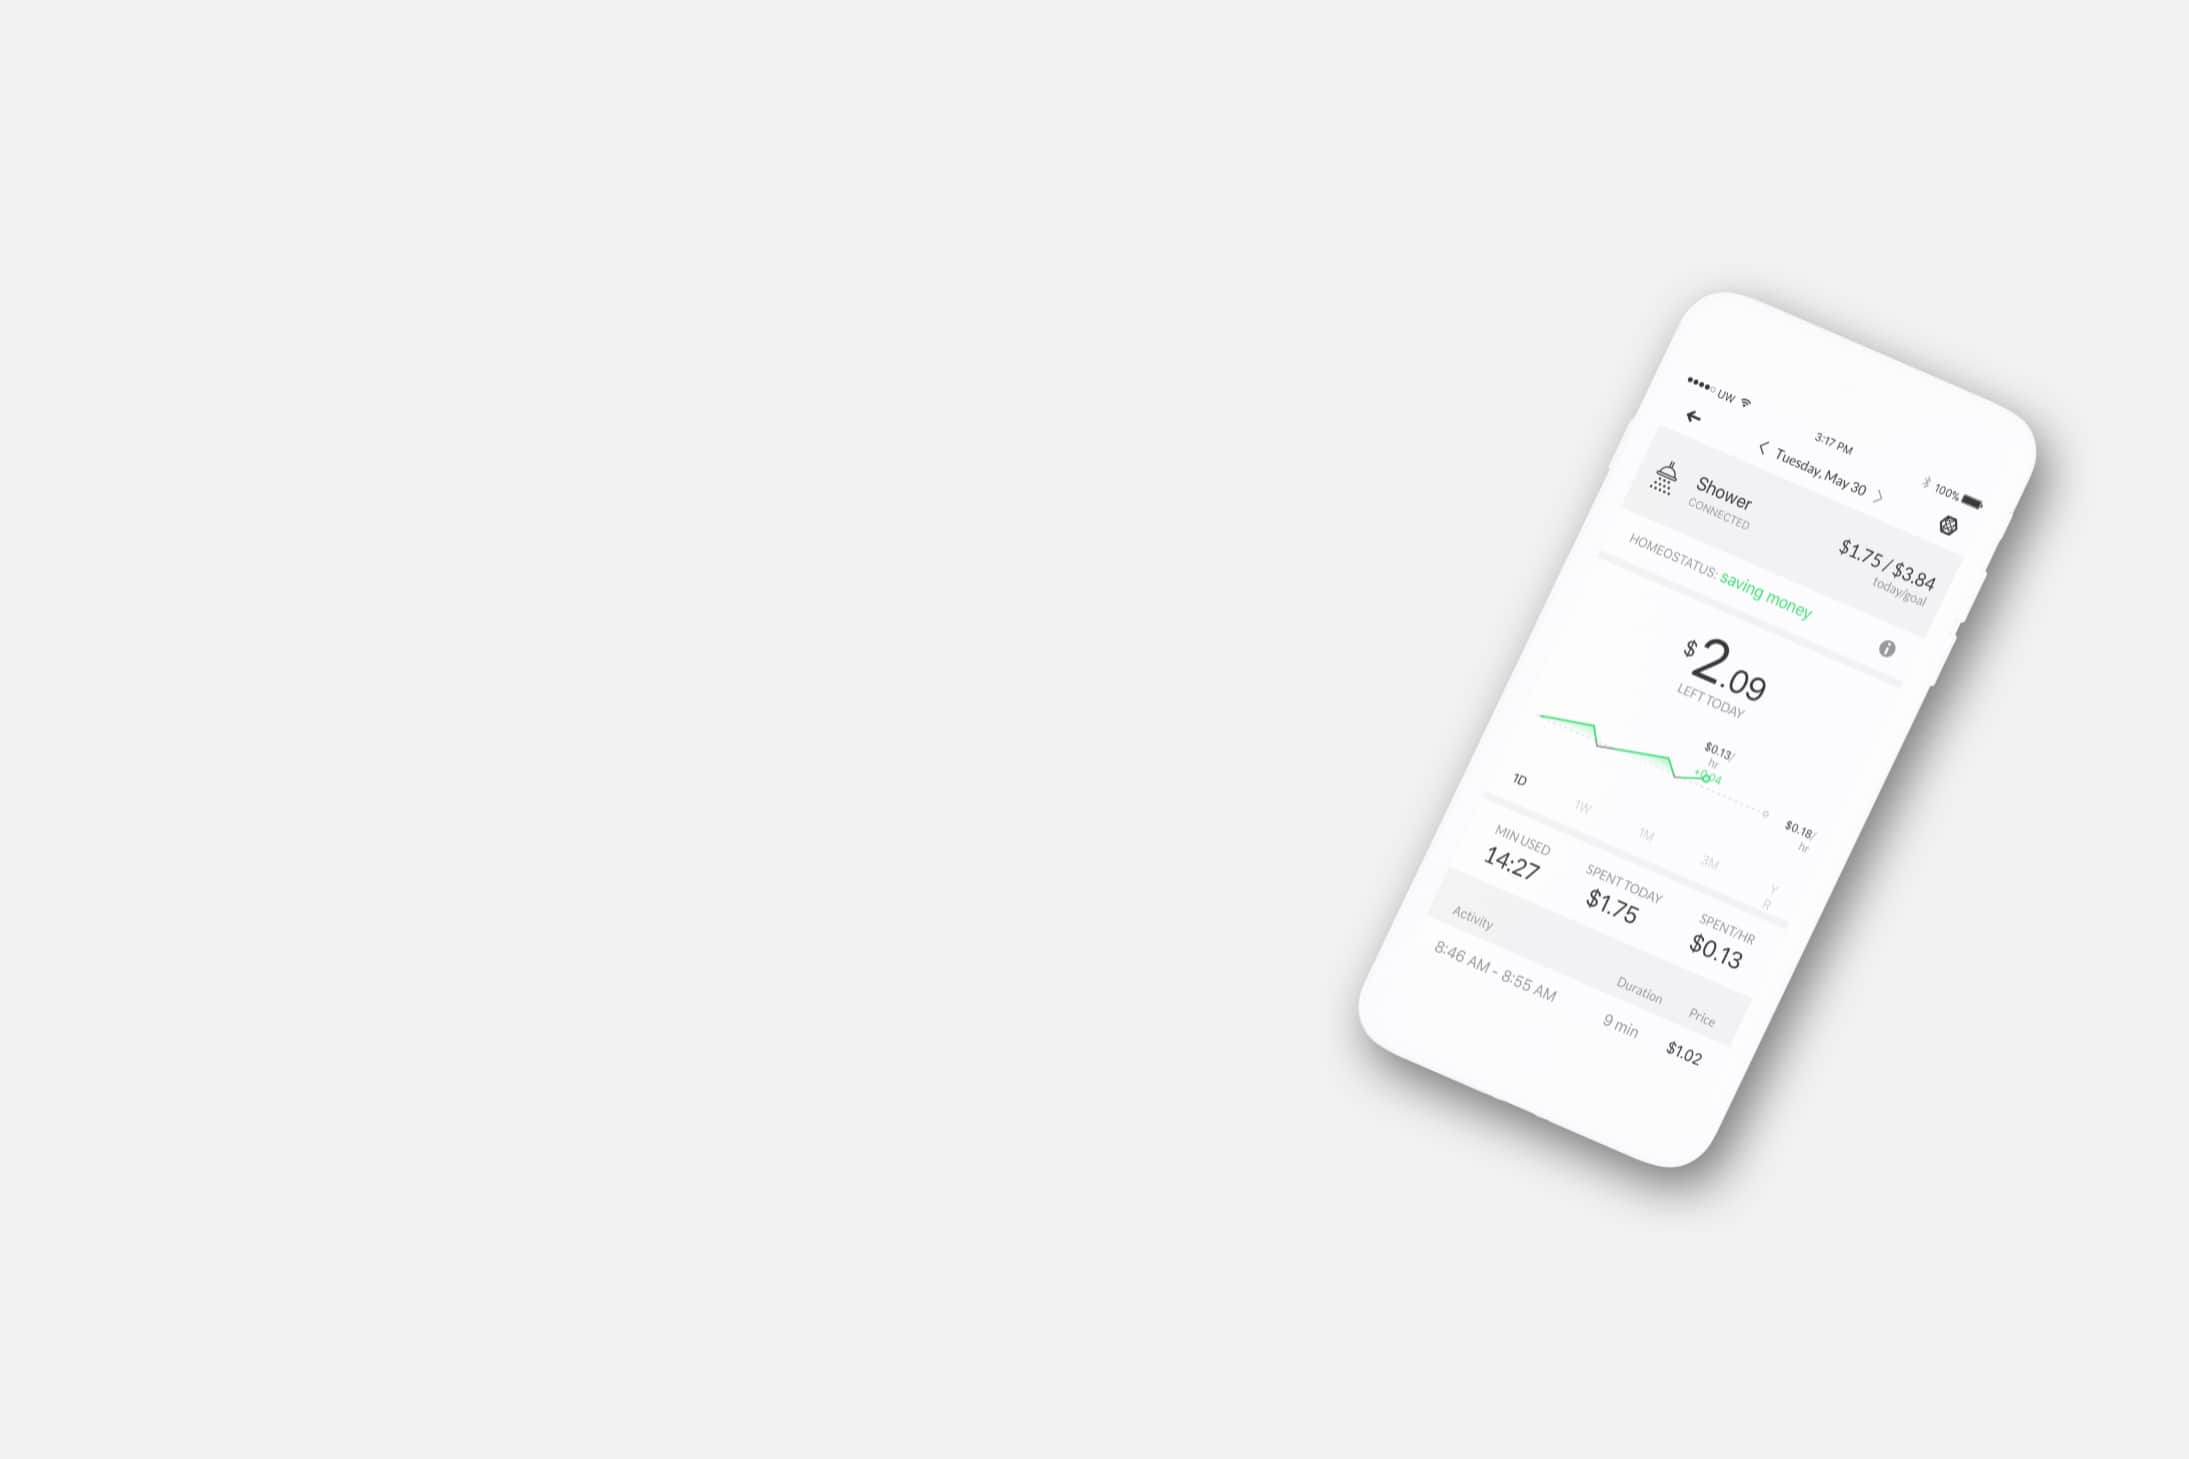 UW
3:17 PM
100%
Tuesday, May 30
Shower
CONNECTED
$1.75 / $3.84
today/goal
HOMEOSTATUS: saving money
i
$2.09
LEFT TODAY
$0.13/
hr
+0.04
$0.18/
hr
1D 1W 1M 3M Y
R
MIN USED SPENT TODAY SPENT/HR
14:27 $1.75 $0.13
Activity Duration Price
8:46 AM - 8:55 AM 9 min $1.02